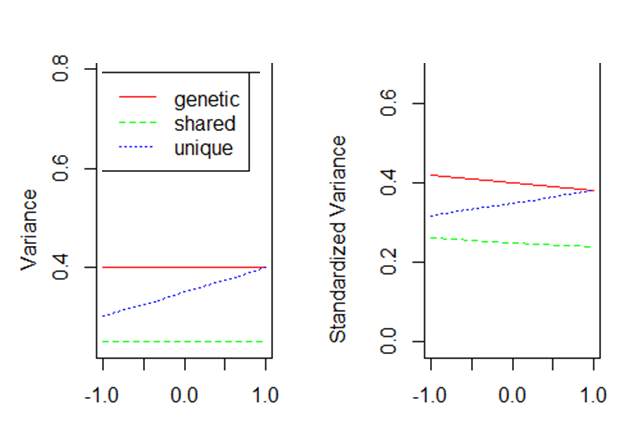 Variance
0.4 0.6 0.8
genetic
shared
unique
-1.0 0.0 1.0
Standardized Variance
0.0 0.2 0.4 0.6
-1.0 0.0 1.0